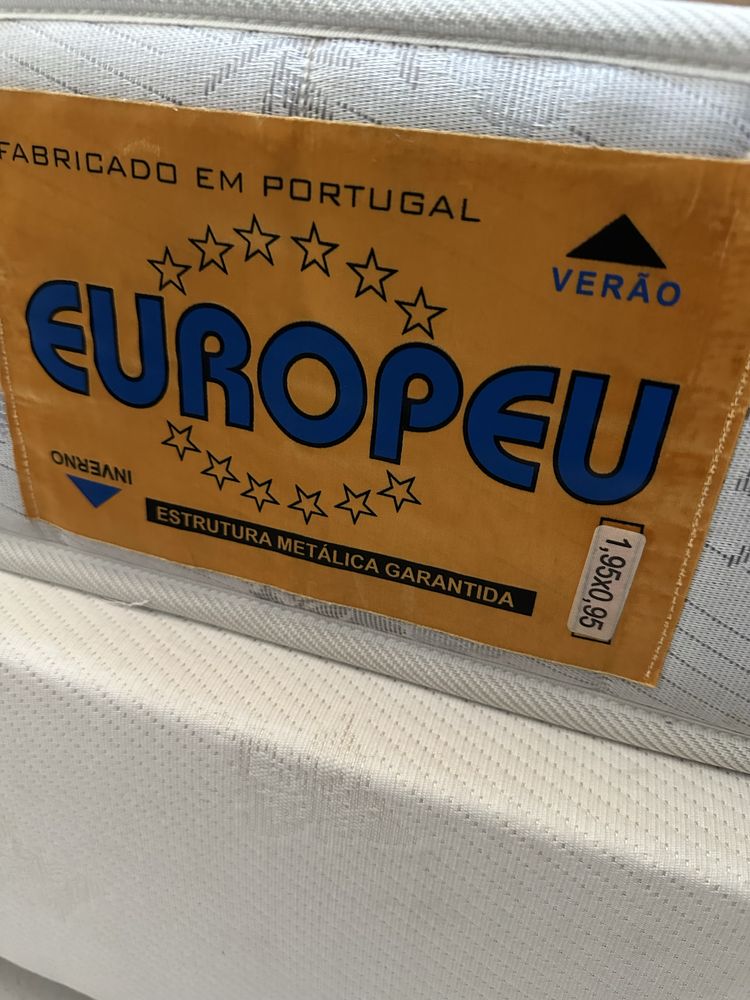 FABRICADO EM PORTUGAL
VERÃO
EUROPEU
INVERNO
ESTRUTURA METÁLICA GARANTIDA
1,95x0,95